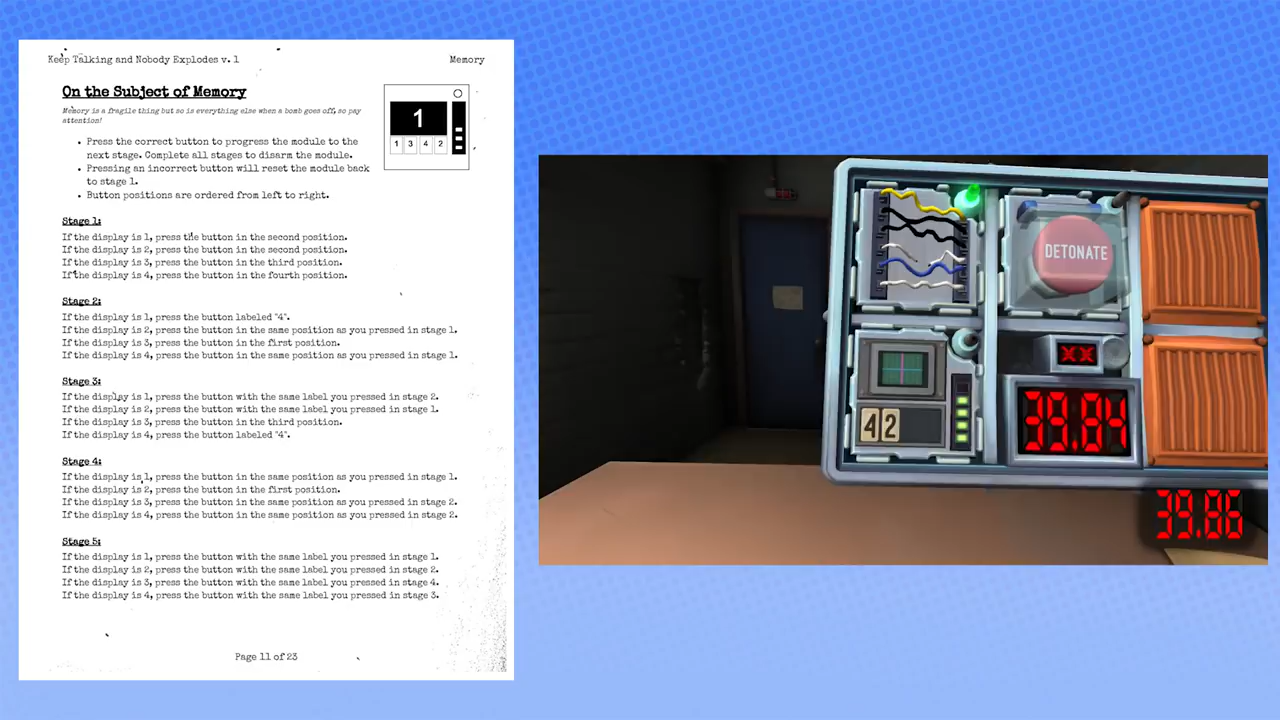 Keep Talking and Nobody Explodes v. 1
Memory
On the Subject of Memory
Memory is a fragile thing but so is everything else when a bomb goes off, so pay
attention!
1
1 3 4 2
• Press the correct button to progress the module to the
next stage. Complete all stages to disarm the module.
• Pressing an incorrect button will reset the module back
to stage 1.
• Button positions are ordered from left to right.
Stage 1:
If the display is 1, press the button in the second position.
If the display is 2, press the button in the second position.
If the display is 3, press the button in the third position.
If the display is 4, press the button in the fourth position.
Stage 2:
If the display is 1, press the button labeled "4".
If the display is 2, press the button in the same position as you pressed in stage 1.
If the display is 3, press the button in the first position.
If the display is 4, press the button in the same position as you pressed in stage 1.
Stage 3:
If the display is 1, press the button with the same label you pressed in stage 2.
If the display is 2, press the button with the same label you pressed in stage 1.
If the display is 3, press the button in the third position.
If the display is 4, press the button labeled "4".
Stage 4:
If the display is 1, press the button in the same position as you pressed in stage 1.
If the display is 2, press the button in the first position.
If the display is 3, press the button in the same position as you pressed in stage 2.
If the display is 4, press the button in the same position as you pressed in stage 2.
Stage 5:
If the display is 1, press the button with the same label you pressed in stage 1.
If the display is 2, press the button with the same label you pressed in stage 2.
If the display is 3, press the button with the same label you pressed in stage 4.
If the display is 4, press the button with the same label you pressed in stage 3.
Page 11 of 23
DETONATE
XX
42
39.84
39.86